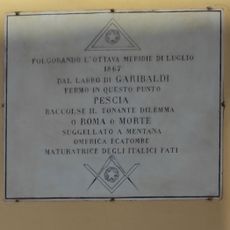 FOLGORANDO L'OTTAVA MERIDIE DI LUGLIO
1867
DAL LABBRO DI GARIBALDI
FERMO IN QUESTO PUNTO
PESCIA
RACCOLSE IL TONANTE DILEMMA
O ROMA O MORTE
SUGGELLATO A MENTANA
OMERICA ECATOMBE
MATURATRICE DEGLI ITALICI FATI